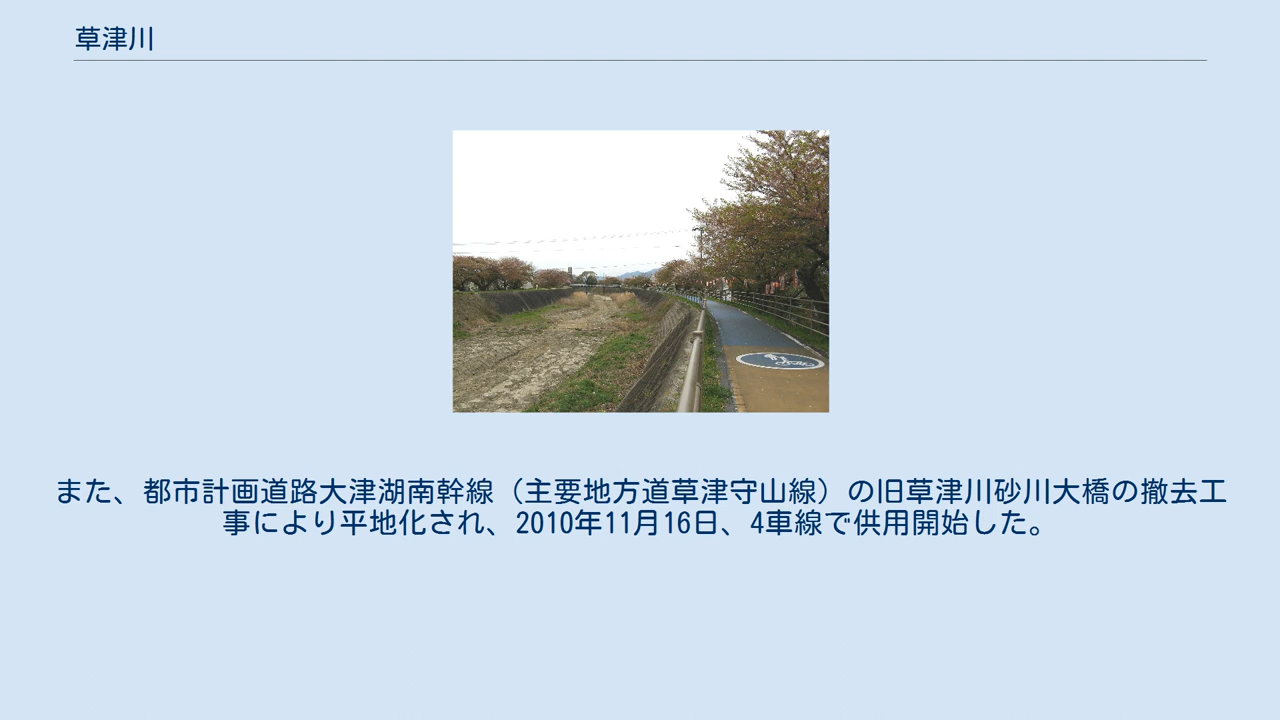 草津川
また、都市計画道路大津湖南幹線（主要地方道草津守山線）の旧草津川砂川大橋の撤去工
事により平地化され、2010年11月16日、4車線で供用開始した。